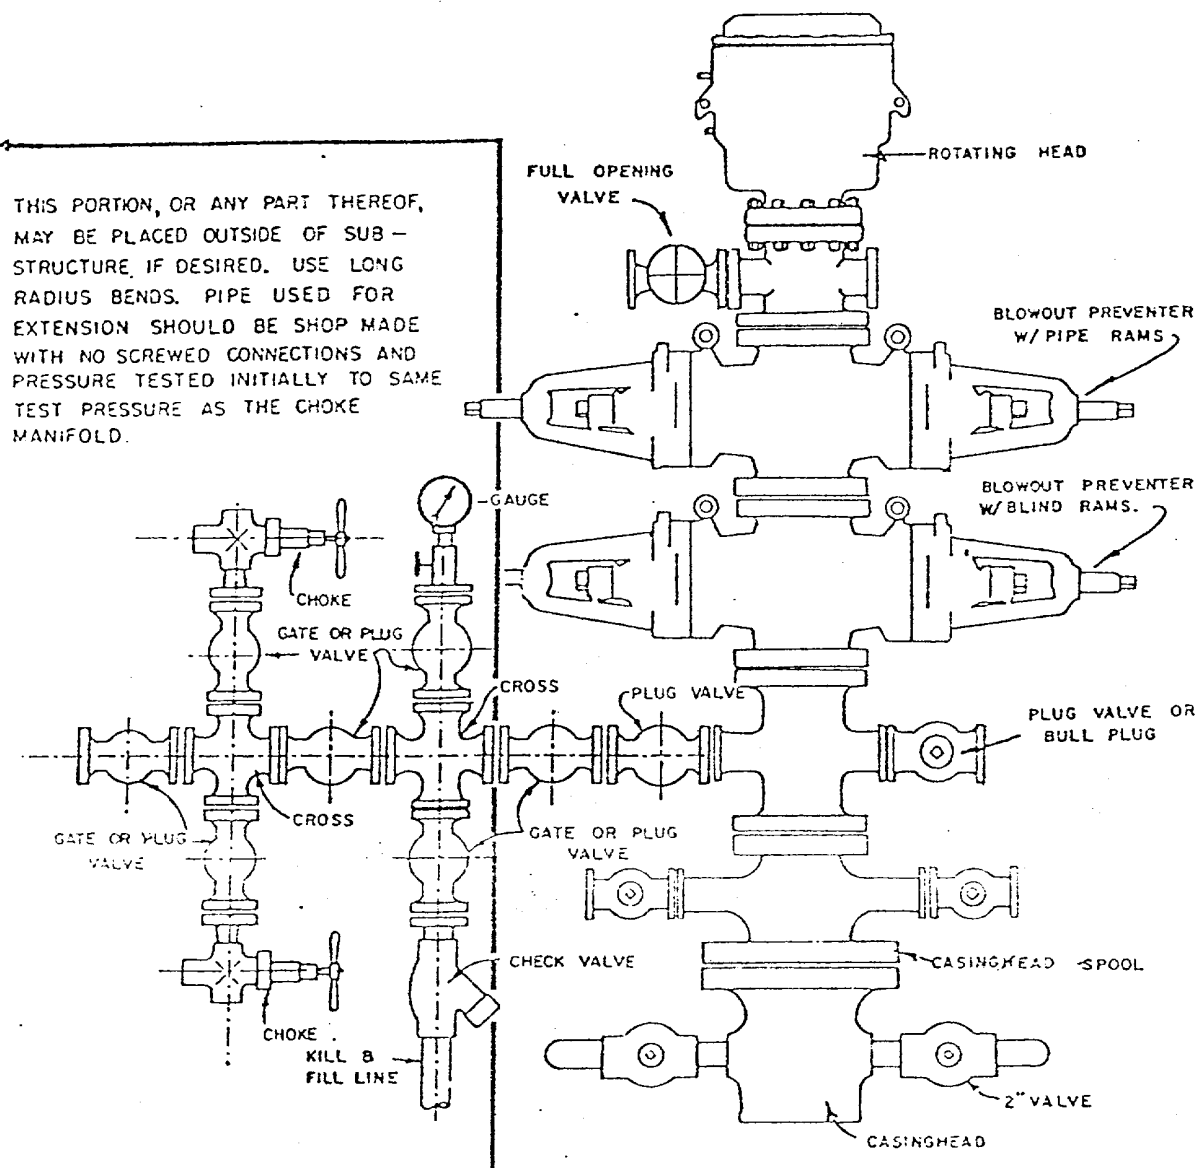 ROTATING HEAD
FULL OPENING
VALVE
THIS PORTION, OR ANY PART THEREOF,
MAY BE PLACED OUTSIDE OF SUB-
STRUCTURE IF DESIRED. USE LONG
RADIUS BENDS. PIPE USED FOR
EXTENSION SHOULD BE SHOP MADE
WITH NO SCREWED CONNECTIONS AND
PRESSURE TESTED INITIALLY TO SAME
TEST PRESSURE AS THE CHOKE
MANIFOLD.
BLOWOUT PREVENTER
W/ PIPE RAMS
BLOWOUT PREVENTER
W/ BLIND RAMS.
GAUGE
CHOKE
GATE OR PLUG
VALVE
CROSS
PLUG VALVE
PLUG VALVE OR
BULL PLUG
CROSS
GATE OR PLUG
VALVE
GATE OR PLUG
VALVE
CHECK VALVE
CASINGHEAD SPOOL
CHOKE
KILL &
FILL LINE
2" VALVE
CASINGHEAD